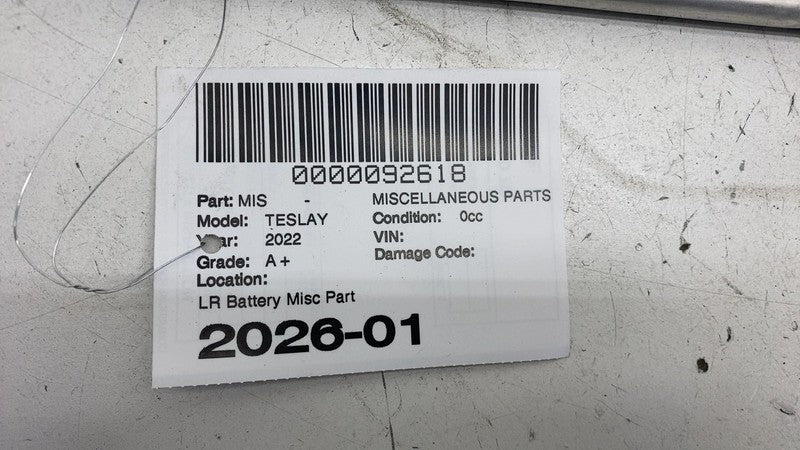 0000092618
Part: MIS - MISCELLANEOUS PARTS
Model: TESLAY Condition: 0cc
Year: 2022 VIN:
Grade: A+ Damage Code:
Location:
LR Battery Misc Part
2026-01